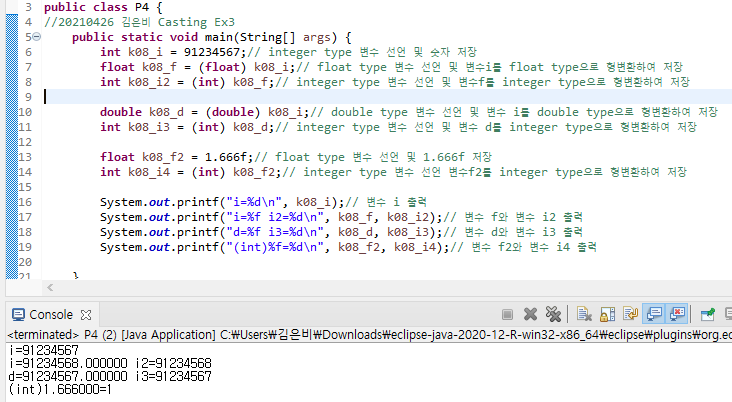 3 public class P4 {
4 //20210426 김은비 Casting Ex3
5 public static void main(String[] args) {
6 int k08_i = 91234567;// integer type 변수 선언 및 숫자 저장
7 float k08_f = (float) k08_i;// float type 변수 선언 및 변수i를 float type으로 형변환하여 저장
8 int k08_i2 = (int) k08_f;// integer type 변수 선언 및 변수f를 integer type으로 형변환하여 저장
9
10 double k08_d = (double) k08_i;// double type 변수 선언 및 변수 i를 double type으로 형변환하여 저장
11 int k08_i3 = (int) k08_d;// integer type 변수 선언 및 변수 d를 integer type으로 형변환하여 저장
12
13 float k08_f2 = 1.666f;// float type 변수 선언 및 1.666f 저장
14 int k08_i4 = (int) k08_f2;// integer type 변수 선언 변수f2를 integer type으로 형변환하여 저장
15
16 System.out.printf("i=%d\n", k08_i);// 변수 i 출력
17 System.out.printf("i=%f i2=%d\n", k08_f, k08_i2);// 변수 f와 변수 i2 출력
18 System.out.printf("d=%f i3=%d\n", k08_d, k08_i3);// 변수 d와 변수 i3 출력
19 System.out.printf("(int)%f=%d\n", k08_f2, k08_i4);// 변수 f2와 변수 i4 출력
20
21 }
Console
<terminated> P4 (2) [Java Application] C:₩Users₩김은비₩Downloads₩eclipse-java-2020-12-R-win32-x86_64₩eclipse₩plugins₩org.ec
i=91234567
i=91234568.000000 i2=91234568
d=91234567.000000 i3=91234567
(int)1.666000=1